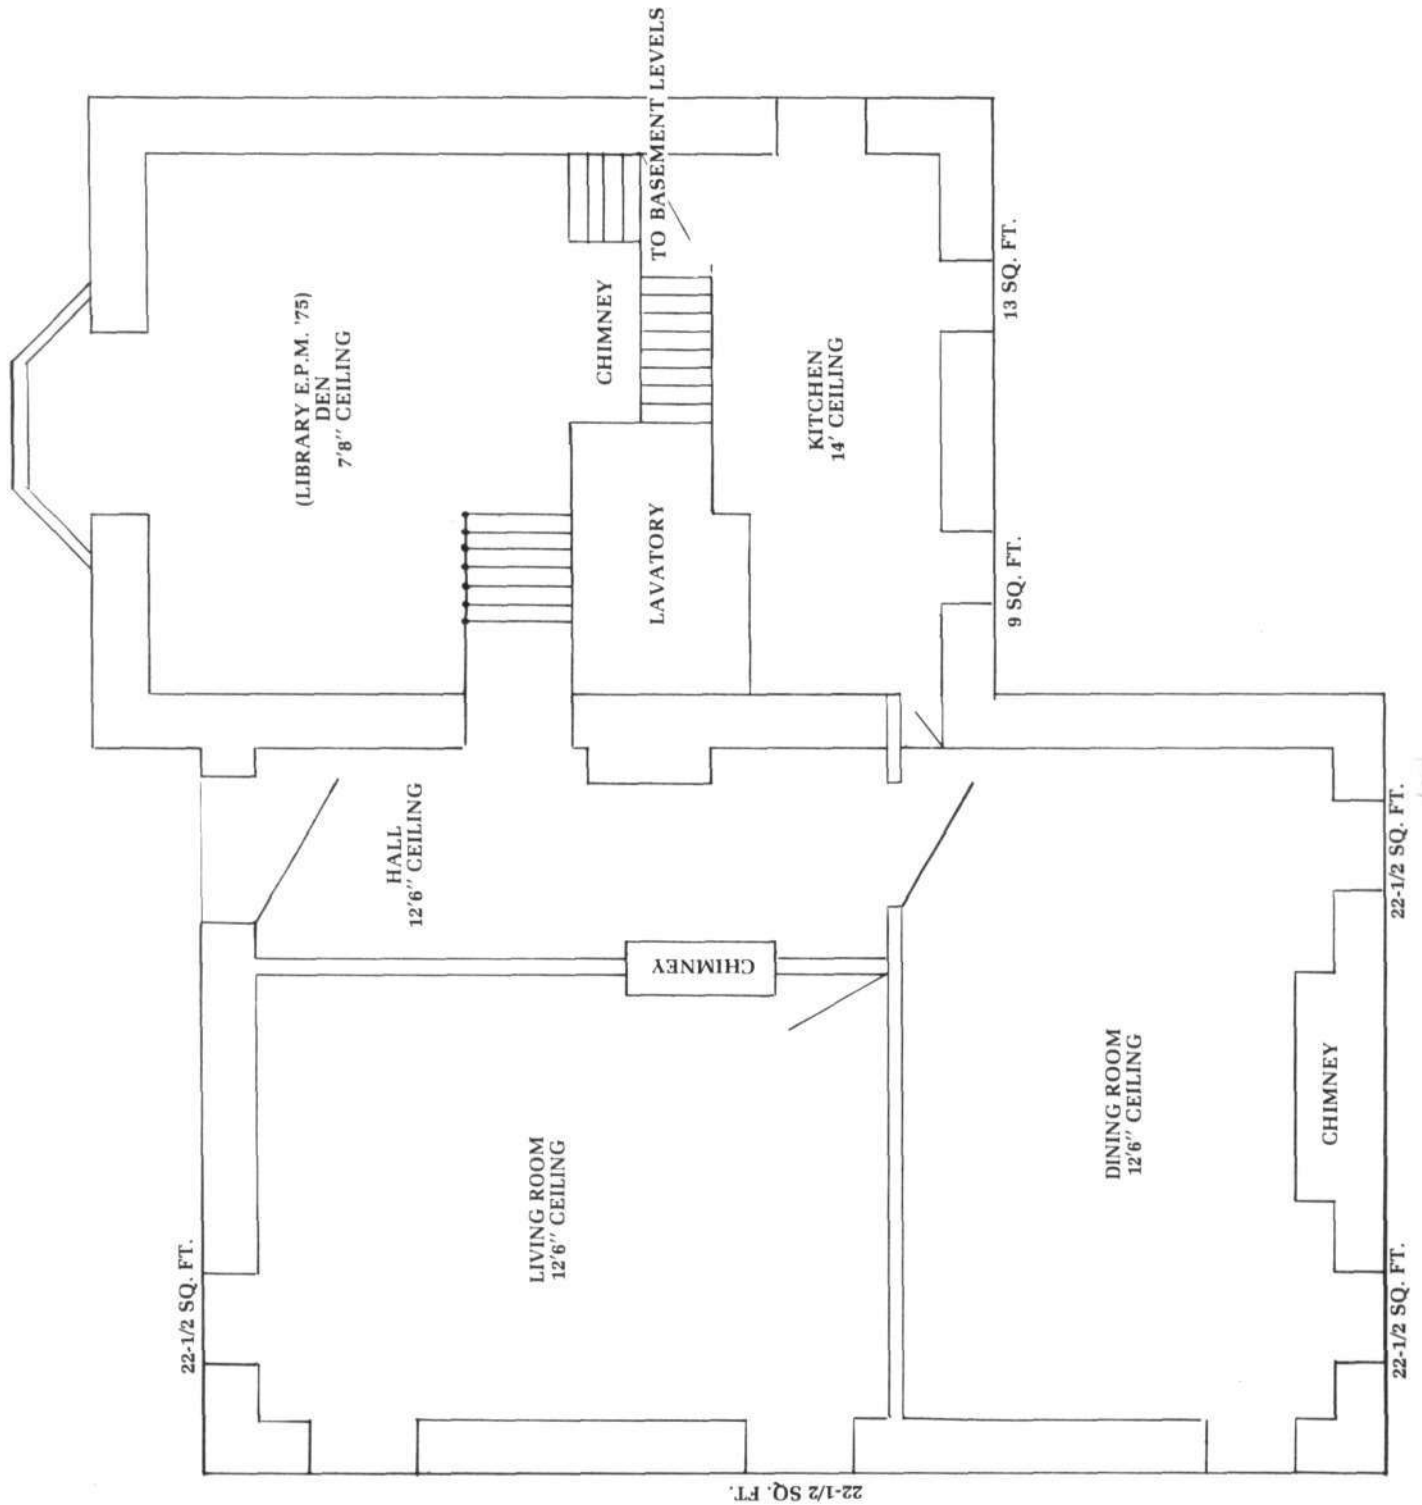 TO BASEMENT LEVELS
(LIBRARY E.P.M. '75)
DEN
7'8'' CEILING
CHIMNEY
KITCHEN
14' CEILING
13 SQ. FT.
LAVATORY
9 SQ. FT.
HALL
12'6'' CEILING
22-1/2 SQ. FT.
CHIMNEY
LIVING ROOM
12'6'' CEILING
DINING ROOM
12'6'' CEILING
CHIMNEY
22-1/2 SQ. FT.
22-1/2 SQ. FT.
22-1/2 SQ. FT.